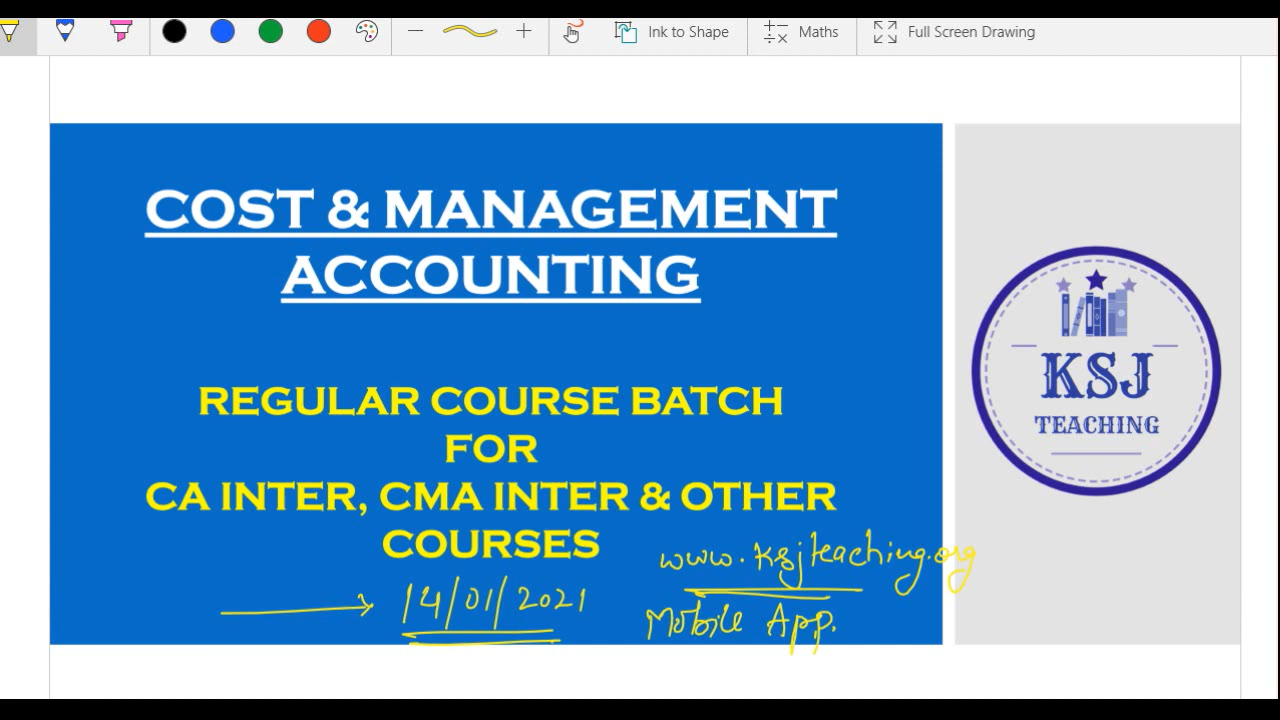 Ink to Shape Maths Full Screen Drawing
COST & MANAGEMENT
ACCOUNTING
REGULAR COURSE BATCH
FOR
CA INTER, CMA INTER & OTHER
COURSES
www.ksjteaching.org
14/01/2021
Mobile App.
KSJ
TEACHING